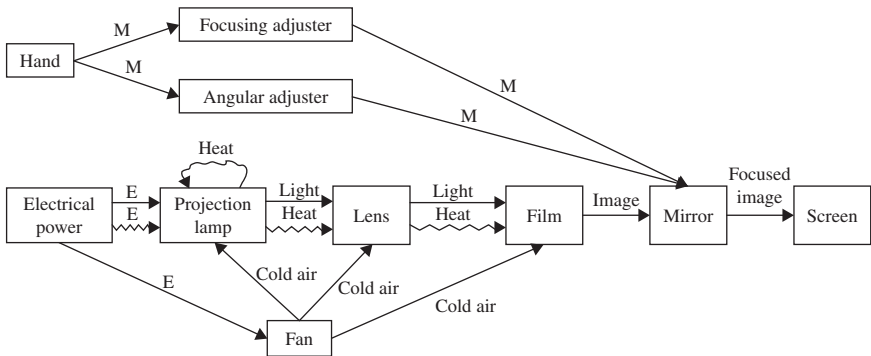 Focusing adjuster
M
Hand
M
M
Angular adjuster
M
Heat
Electrical
power
E
E
Projection
lamp
Light
Heat
Lens
Light
Heat
Film
Image
Mirror
Focused
image
Screen
E
Cold air
Cold air
Cold air
Fan